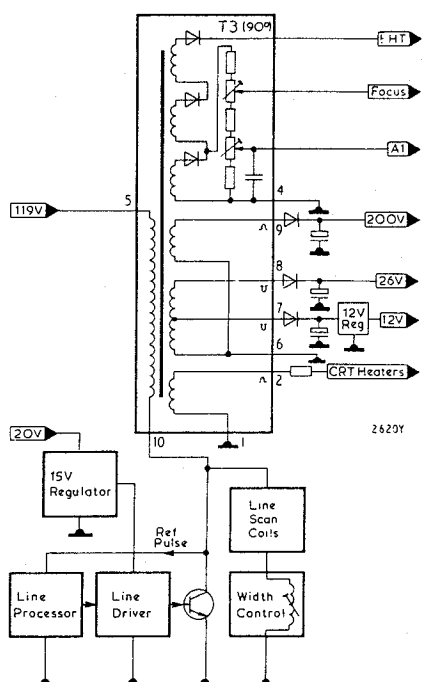 T3 (909)
EHT
Focus
A1
4
5
119V
200V
9
8
26V
7
12V
Reg
12V
6
2
CRT Heaters
2620Y
10
1
20V
15V
Regulator
Line
Scan
Coils
Ref
Pulse
Line
Processor
Line
Driver
Width
Control